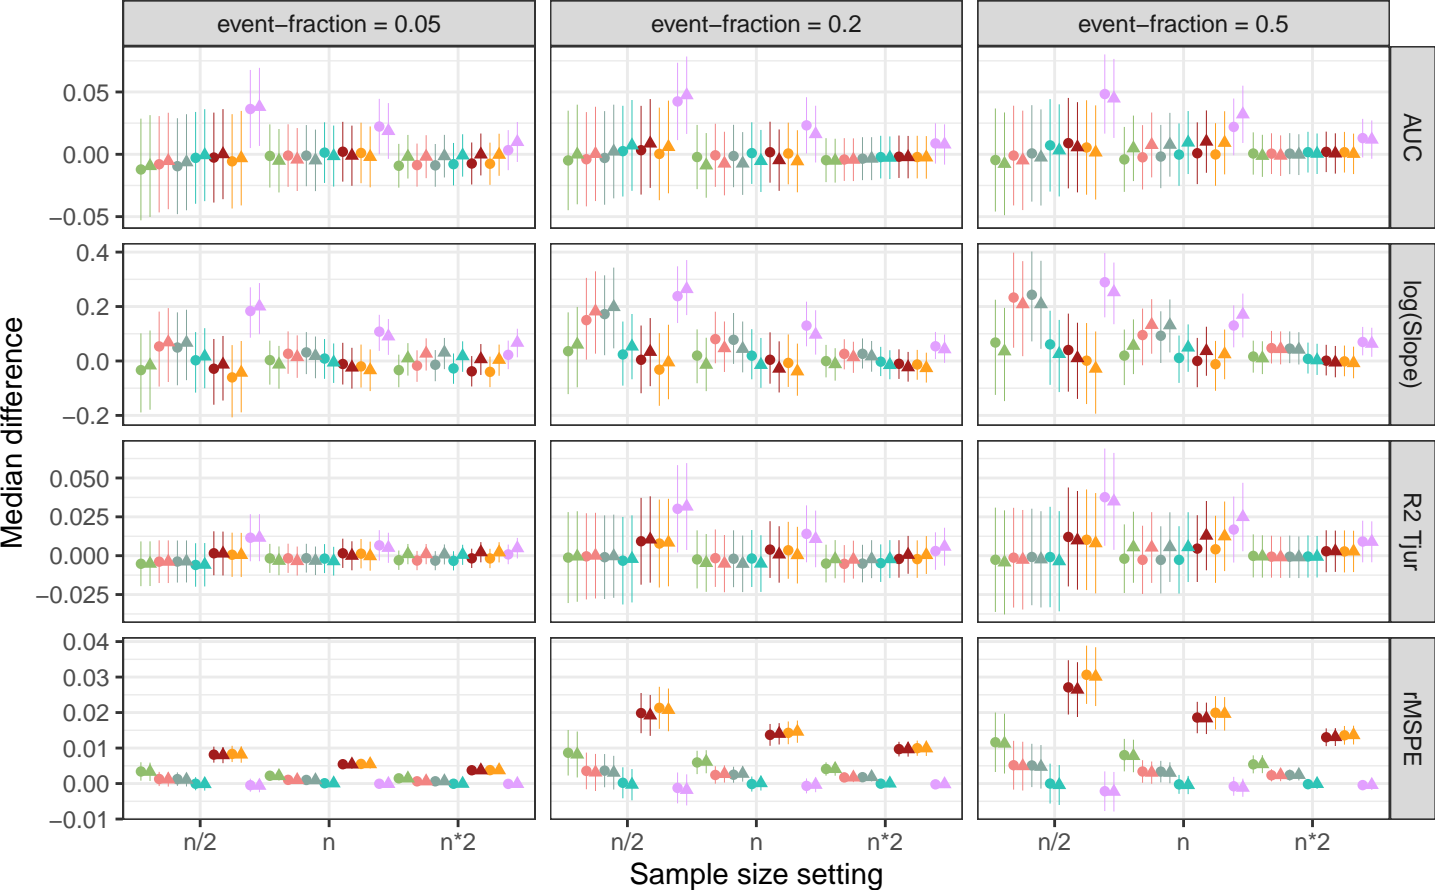 event−fraction = 0.05
event−fraction = 0.2
event−fraction = 0.5
Median difference
0.05
0.00
−0.05
AUC
0.4
0.2
0.0
−0.2
log(Slope)
0.050
0.025
0.000
−0.025
R2 Tjur
0.04
0.03
0.02
0.01
0.00
−0.01
rMSPE
n/2 n n*2
n/2 n n*2
n/2 n n*2
Sample size setting